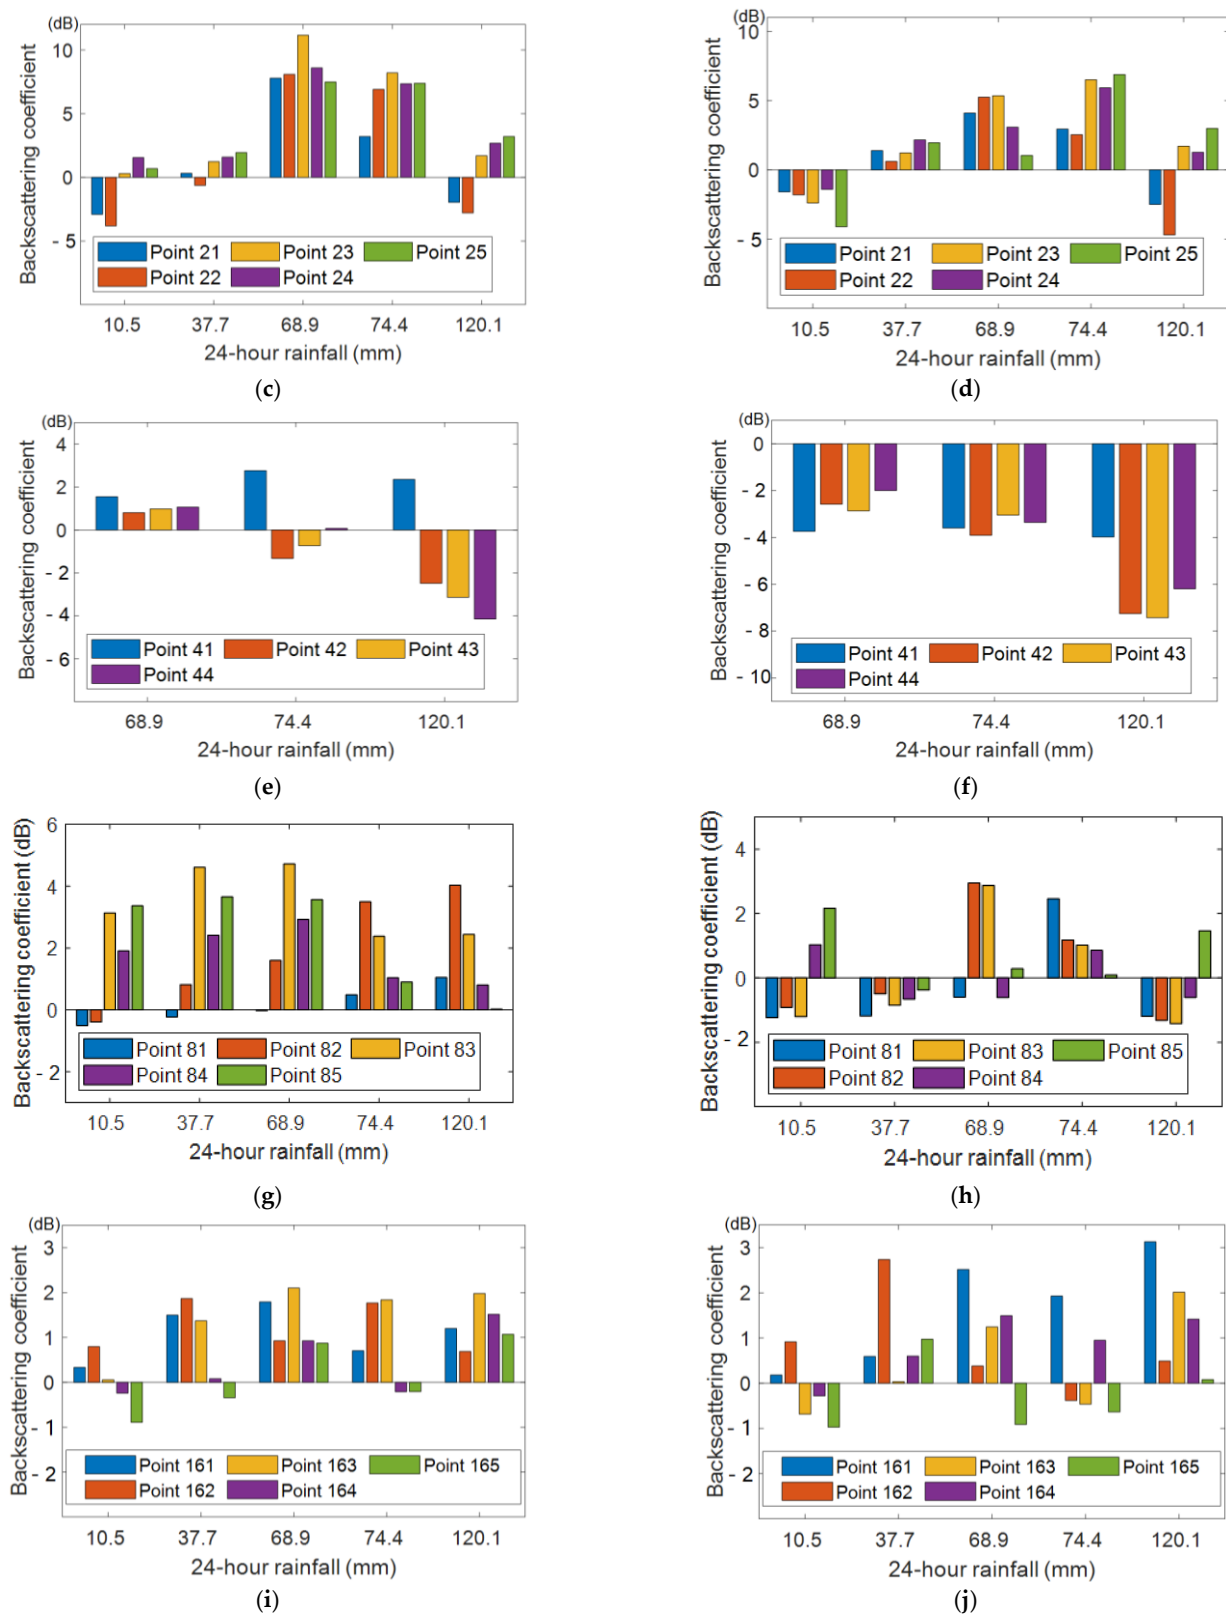 (dB)
Backscattering coefficient
10
5
0
- 5
Point 21 Point 23 Point 25
Point 22 Point 24
10.5 37.7 68.9 74.4 120.1
24-hour rainfall (mm)
(c)
(dB)
Backscattering coefficient
10
5
0
-5
Point 21 Point 23 Point 25
Point 22 Point 24
10.5 37.7 68.9 74.4 120.1
24-hour rainfall (mm)
(d)
(dB)
Backscattering coefficient
4
2
0
- 2
- 4
- 6
Point 41 Point 42 Point 43
Point 44
68.9 74.4 120.1
24-hour rainfall (mm)
(e)
(dB)
Backscattering coefficient
0
- 2
- 4
- 6
- 8
- 10
Point 41 Point 42 Point 43
Point 44
68.9 74.4 120.1
24-hour rainfall (mm)
(f)
Backscattering coefficient (dB)
6
4
2
0
- 2
Point 81 Point 82 Point 83
Point 84 Point 85
10.5 37.7 68.9 74.4 120.1
24-hour rainfall (mm)
(g)
Backscattering coefficient (dB)
4
2
0
- 2
Point 81 Point 83 Point 85
Point 82 Point 84
10.5 37.7 68.9 74.4 120.1
24-hour rainfall (mm)
(h)
(dB)
Backscattering coefficient
3
2
1
0
- 1
- 2
Point 161 Point 163 Point 165
Point 162 Point 164
10.5 37.7 68.9 74.4 120.1
24-hour rainfall (mm)
(i)
(dB)
Backscattering coefficient
3
2
1
0
- 1
- 2
Point 161 Point 163 Point 165
Point 162 Point 164
10.5 37.7 68.9 74.4 120.1
24-hour rainfall (mm)
(j)